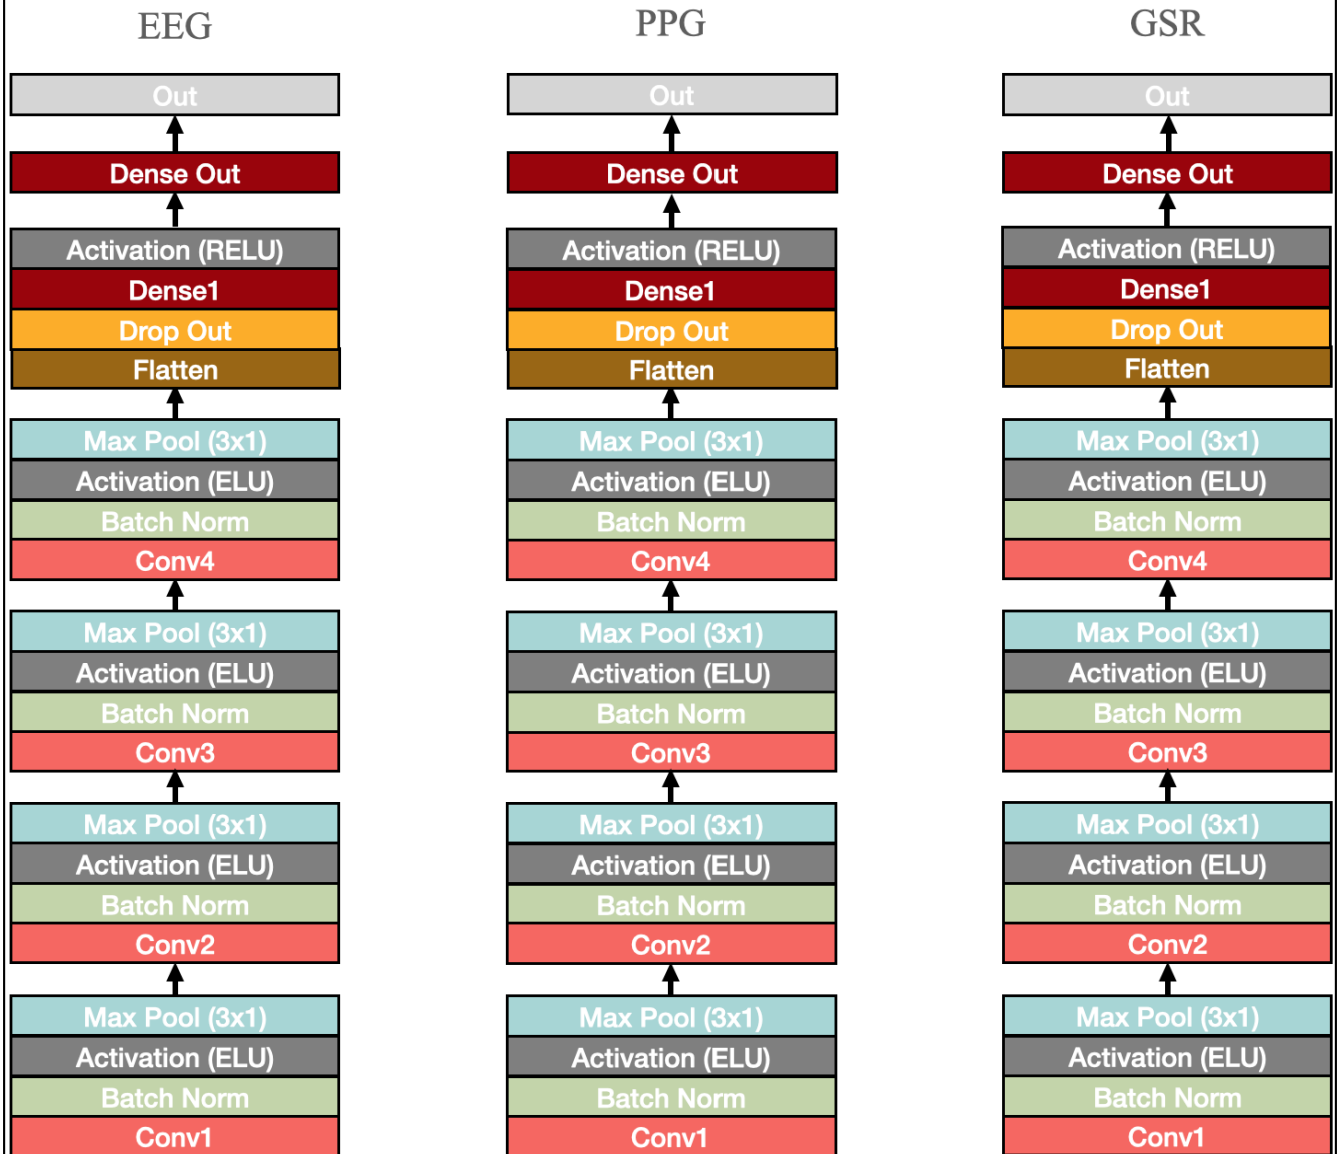 EEG
PPG
GSR
Out
Out
Out
Dense Out
Dense Out
Dense Out
Activation (RELU)
Activation (RELU)
Activation (RELU)
Dense1
Dense1
Dense1
Drop Out
Drop Out
Drop Out
Flatten
Flatten
Flatten
Max Pool (3x1)
Max Pool (3x1)
Max Pool (3x1)
Activation (ELU)
Activation (ELU)
Activation (ELU)
Batch Norm
Batch Norm
Batch Norm
Conv4
Conv4
Conv4
Max Pool (3x1)
Max Pool (3x1)
Max Pool (3x1)
Activation (ELU)
Activation (ELU)
Activation (ELU)
Batch Norm
Batch Norm
Batch Norm
Conv3
Conv3
Conv3
Max Pool (3x1)
Max Pool (3x1)
Max Pool (3x1)
Activation (ELU)
Activation (ELU)
Activation (ELU)
Batch Norm
Batch Norm
Batch Norm
Conv2
Conv2
Conv2
Max Pool (3x1)
Max Pool (3x1)
Max Pool (3x1)
Activation (ELU)
Activation (ELU)
Activation (ELU)
Batch Norm
Batch Norm
Batch Norm
Conv1
Conv1
Conv1